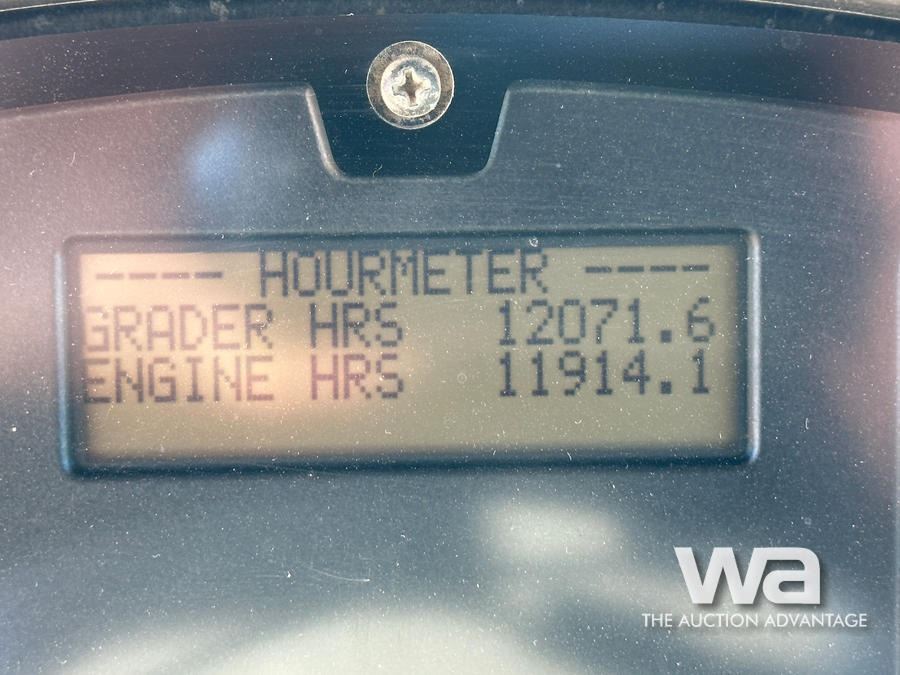 ---- HOURMETER ----
GRADER HRS 12071.6
ENGINE HRS 11914.1
wa
THE AUCTION ADVANTAGE